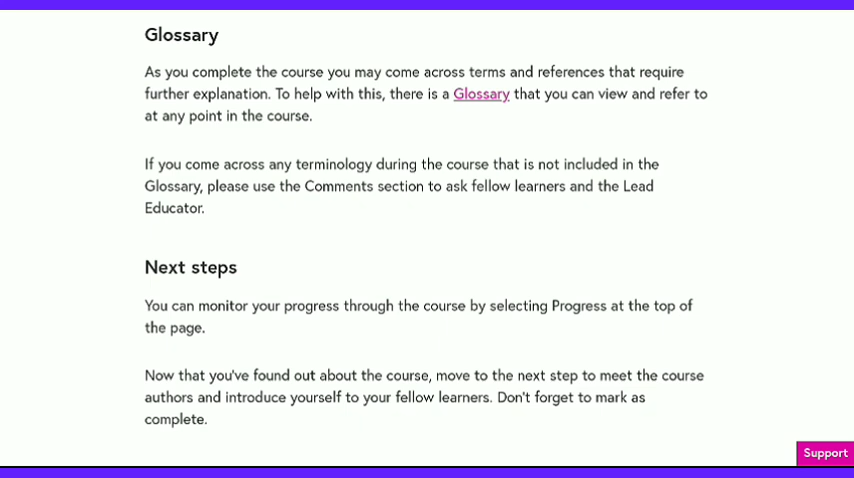 Glossary
As you complete the course you may come across terms and references that require
further explanation. To help with this, there is a Glossary that you can view and refer to
at any point in the course.
If you come across any terminology during the course that is not included in the
Glossary, please use the Comments section to ask fellow learners and the Lead
Educator.
Next steps
You can monitor your progress through the course by selecting Progress at the top of
the page.
Now that you've found out about the course, move to the next step to meet the course
authors and introduce yourself to your fellow learners. Don't forget to mark as
complete.
Support